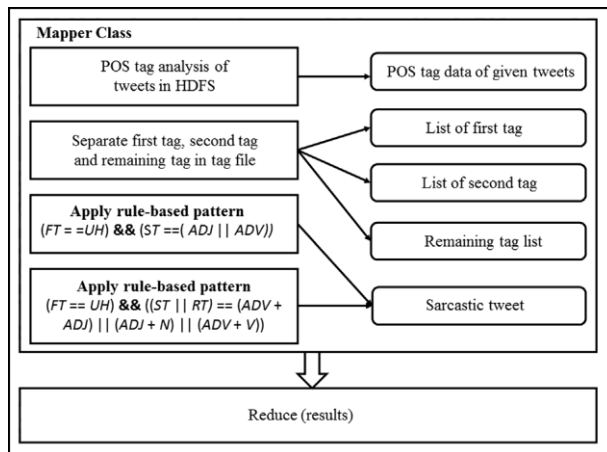 Mapper Class
POS tag analysis of
tweets in HDFS
POS tag data of given tweets
Separate first tag, second tag
and remaining tag in tag file
List of first tag
List of second tag
Remaining tag list
Apply rule-based pattern
(FT = =UH) && (ST ==( ADJ || ADV))
Apply rule-based pattern
(FT == UH) && ((ST || RT) == (ADV +
ADJ) || (ADJ + N) || (ADV + V))
Sarcastic tweet
Reduce (results)